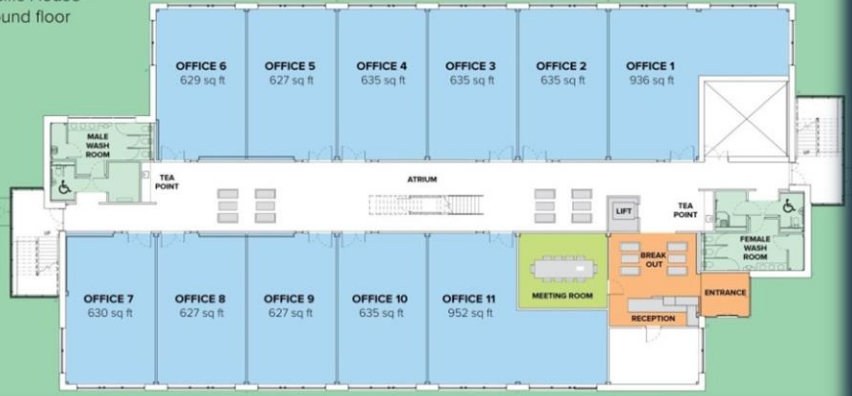 ound floor
OFFICE 6
629 sq ft
OFFICE 5
627 sq ft
OFFICE 4
635 sq ft
OFFICE 3
635 sq ft
OFFICE 2
635 sq ft
OFFICE 1
936 sq ft
MALE
WASH
ROOM
TEA
POINT
ATRIUM
LIFT
TEA
POINT
FEMALE
WASH
ROOM
OFFICE 7
630 sq ft
OFFICE 8
627 sq ft
OFFICE 9
627 sq ft
OFFICE 10
635 sq ft
OFFICE 11
952 sq ft
MEETING ROOM
BREAK
OUT
ENTRANCE
RECEPTION